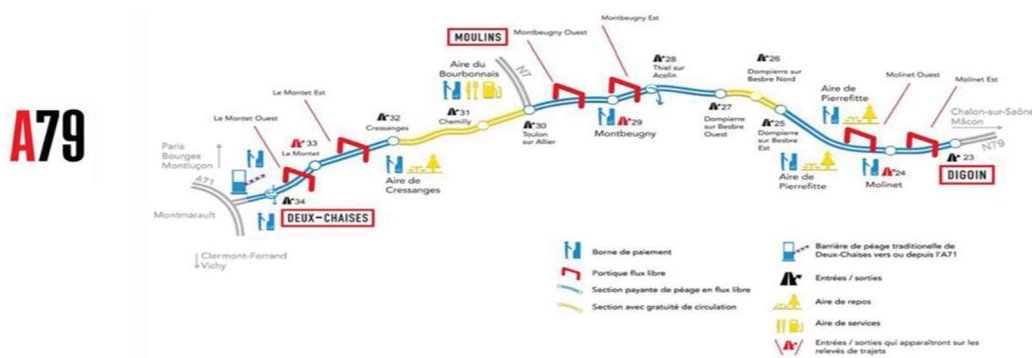 A79
MOULINS
Montbeugny Ouest
Montbeugny Est
Aire du
Bourbonnais
N7
28
Thiel sur
Acolin
26
Dompierre sur
Besbre Nord
Aire de
Pierrefitte
Molinet Ouest
Molinet Est
Chalon-sur-Saône
Mâcon
N79
Le Montet Est
Le Montet Ouest
32
Cressanges
31
Chemilly
30
Toulon
sur Allier
29
Montbeugny
27
Dompierre
sur Besbre
Ouest
25
Dompierre
sur Besbre
Est
33
Le Montet
Paris
Bourges
Montluçon
A71
Aire de
Cressanges
Aire de
Pierrefitte
24
Molinet
23
DIGOIN
34
DEUX-CHAISES
Montmarault
Clermont-Ferrand
Vichy
Borne de paiement
Portique flux libre
Section payante de péage en flux libre
Section avec gratuité de circulation
Barrière de péage traditionelle de
Deux-Chaises vers ou depuis l'A71
Entrées / sorties
Aire de repos
Aire de services
Entrées / sorties qui apparaîtront sur les
relevés de trajets